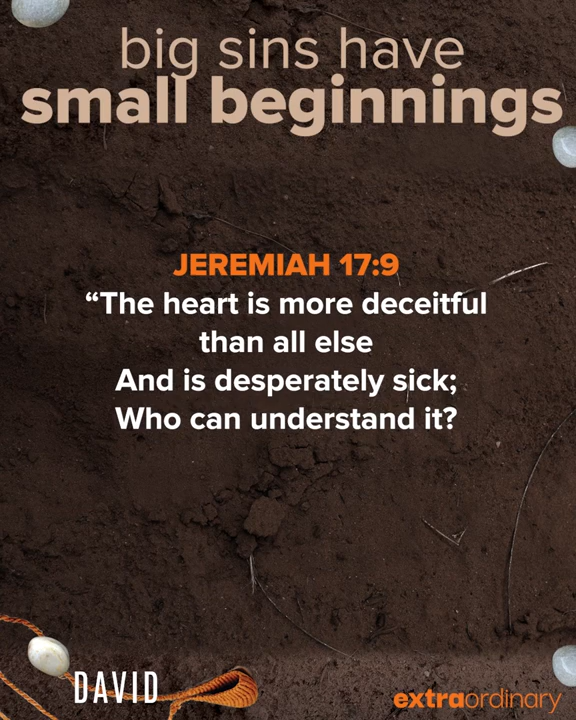 big sins have
small beginnings
JEREMIAH 17:9
“The heart is more deceitful
than all else
And is desperately sick;
Who can understand it?
DAVID
extraordinary